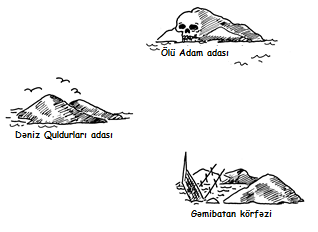 Ölü Adam adası
Dəniz Quldurları adası
Gəmibatan körfəzi